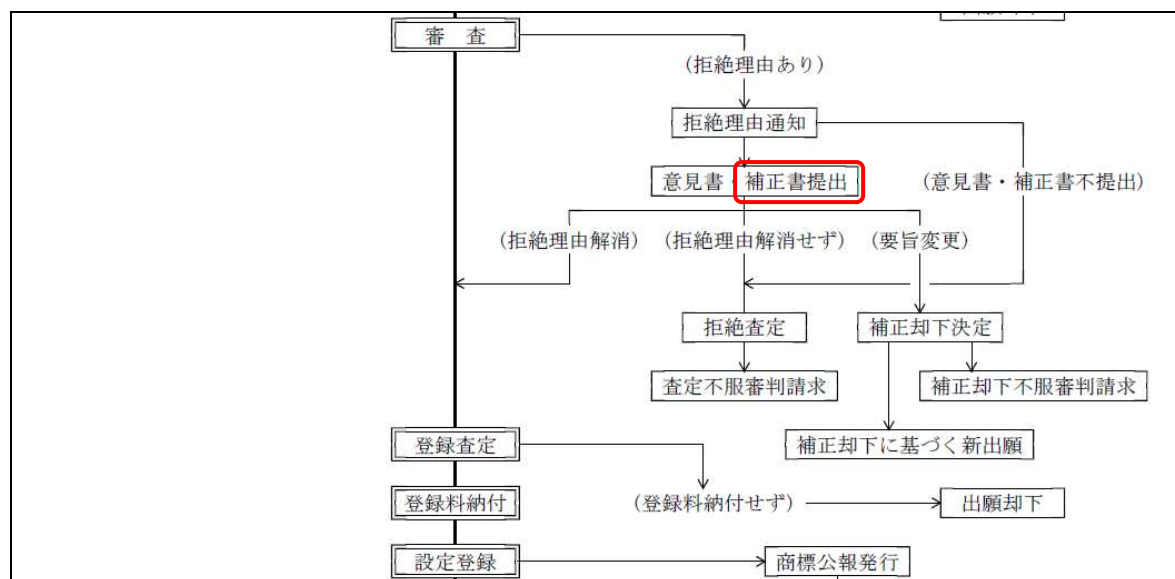 審　査
（拒絶理由あり）
拒絶理由通知
意見書・補正書提出
（意見書・補正書不提出）
（拒絶理由解消）
（拒絶理由解消せず）
（要旨変更）
拒絶査定
補正却下決定
査定不服審判請求
補正却下不服審判請求
登録査定
補正却下に基づく新出願
登録料納付
（登録料納付せず）
出願却下
設定登録
商標公報発行